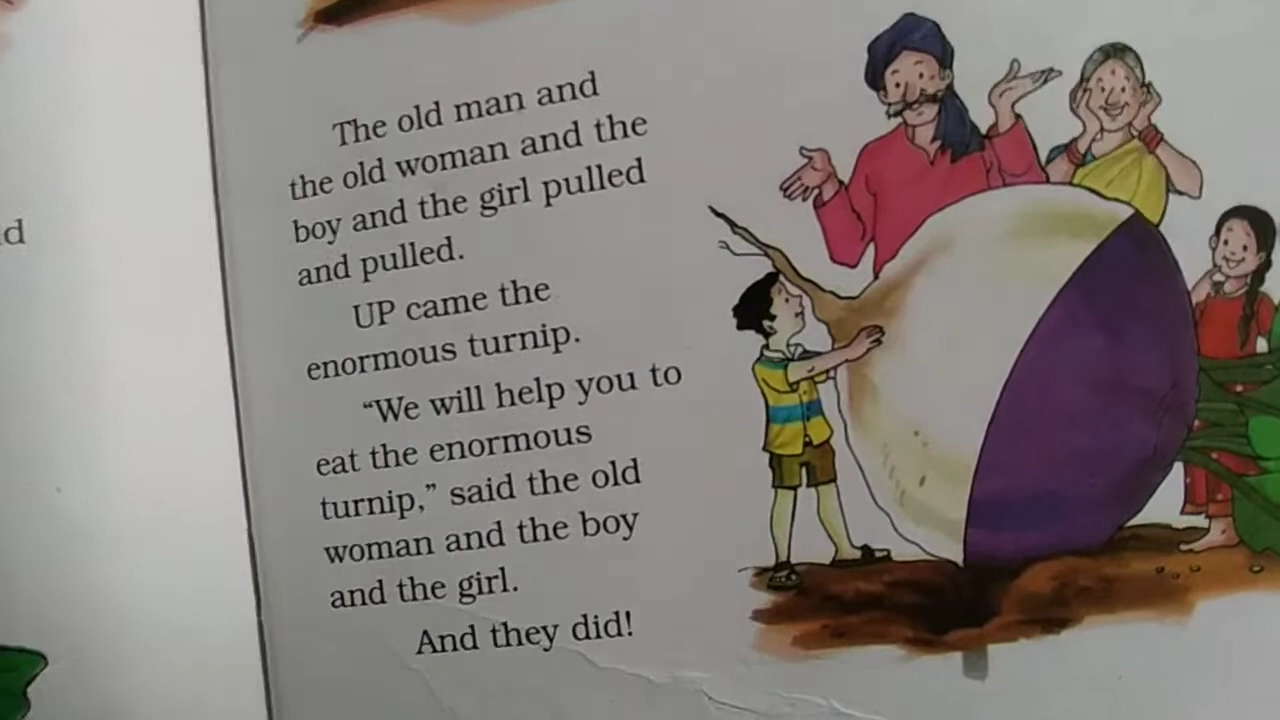 The old man and
the old woman and the
boy and the girl pulled
and pulled.
UP came the
enormous turnip.
“We will help you to
eat the enormous
turnip,” said the old
woman and the boy
and the girl.
And they did!